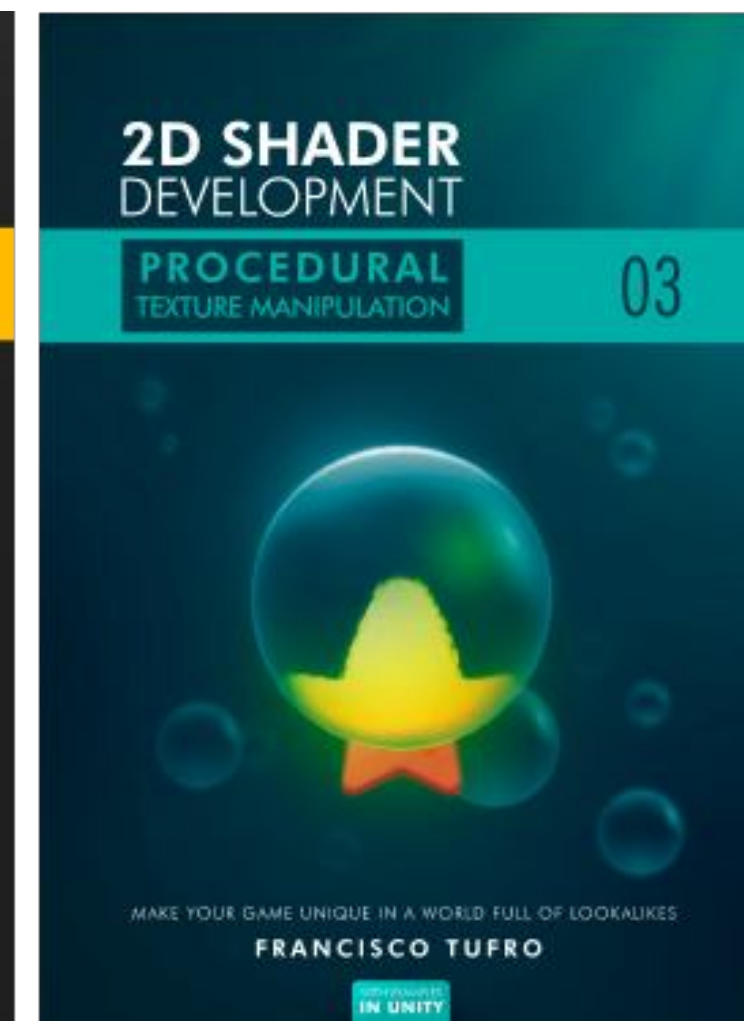 2D SHADER
DEVELOPMENT
PROCEDURAL
TEXTURE MANIPULATION
03
MAKE YOUR GAME UNIQUE IN A WORLD FULL OF LOOKALIKES
FRANCISCO TUFRO
IN UNITY